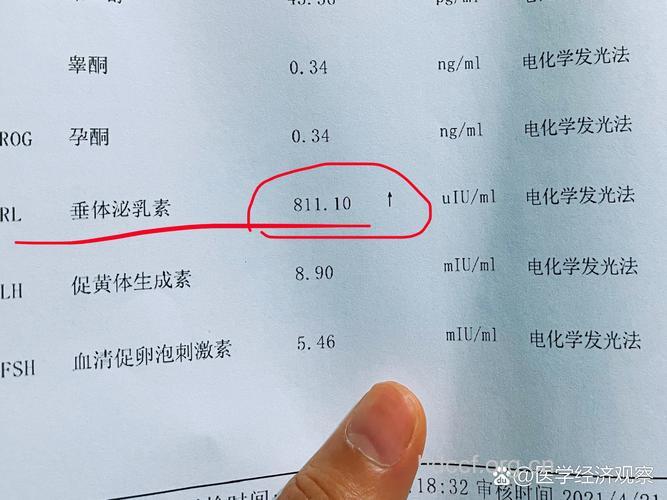 睾酮 0.34 ng/ml 电化学发光法
ROG 孕酮 0.34 ng/ml 电化学发光法
RL 垂体泌乳素 811.10 ↑ uIU/ml 电化学发光法
LH 促黄体生成素 8.90 mIU/ml 电化学发光法
FSH 血清促卵泡刺激素 5.46 mIU/ml 电化学发光法
:18:32 审核时间
@医学经济观察